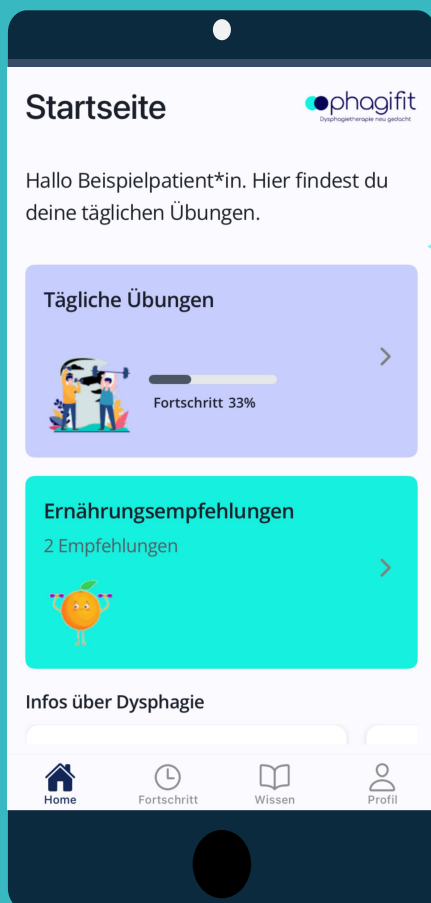 Startseite
phagifit
Dysphagietherapie neu gedacht
Hallo Beispielpatient*in. Hier findest du
deine täglichen Übungen.
Tägliche Übungen
Fortschritt 33%
Ernährungsempfehlungen
2 Empfehlungen
Infos über Dysphagie
Home
Fortschritt
Wissen
Profil